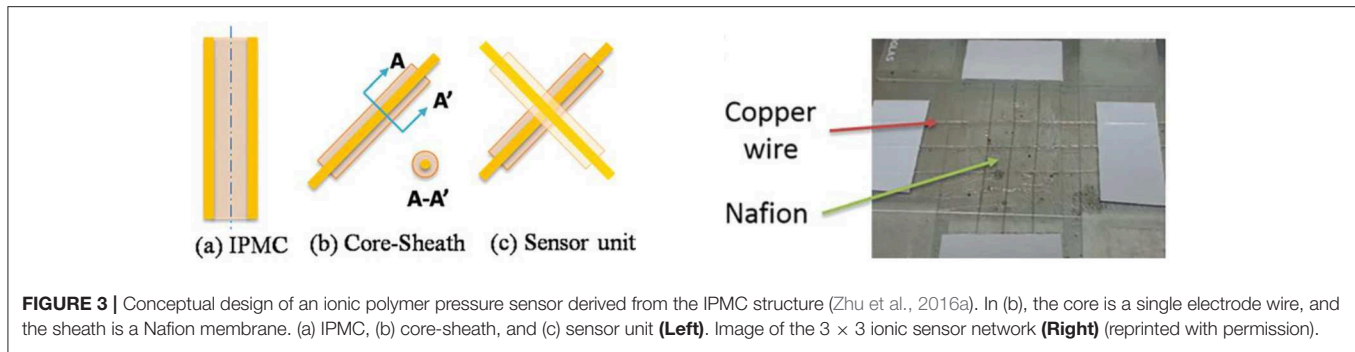 A
A'
A-A'
(a) IPMC (b) Core-Sheath (c) Sensor unit
Copper
wire
Nafion
FIGURE 3 | Conceptual design of an ionic polymer pressure sensor derived from the IPMC structure (Zhu et al., 2016a). In (b), the core is a single electrode wire, and
the sheath is a Nafion membrane. (a) IPMC, (b) core-sheath, and (c) sensor unit (Left). Image of the 3 × 3 ionic sensor network (Right) (reprinted with permission).